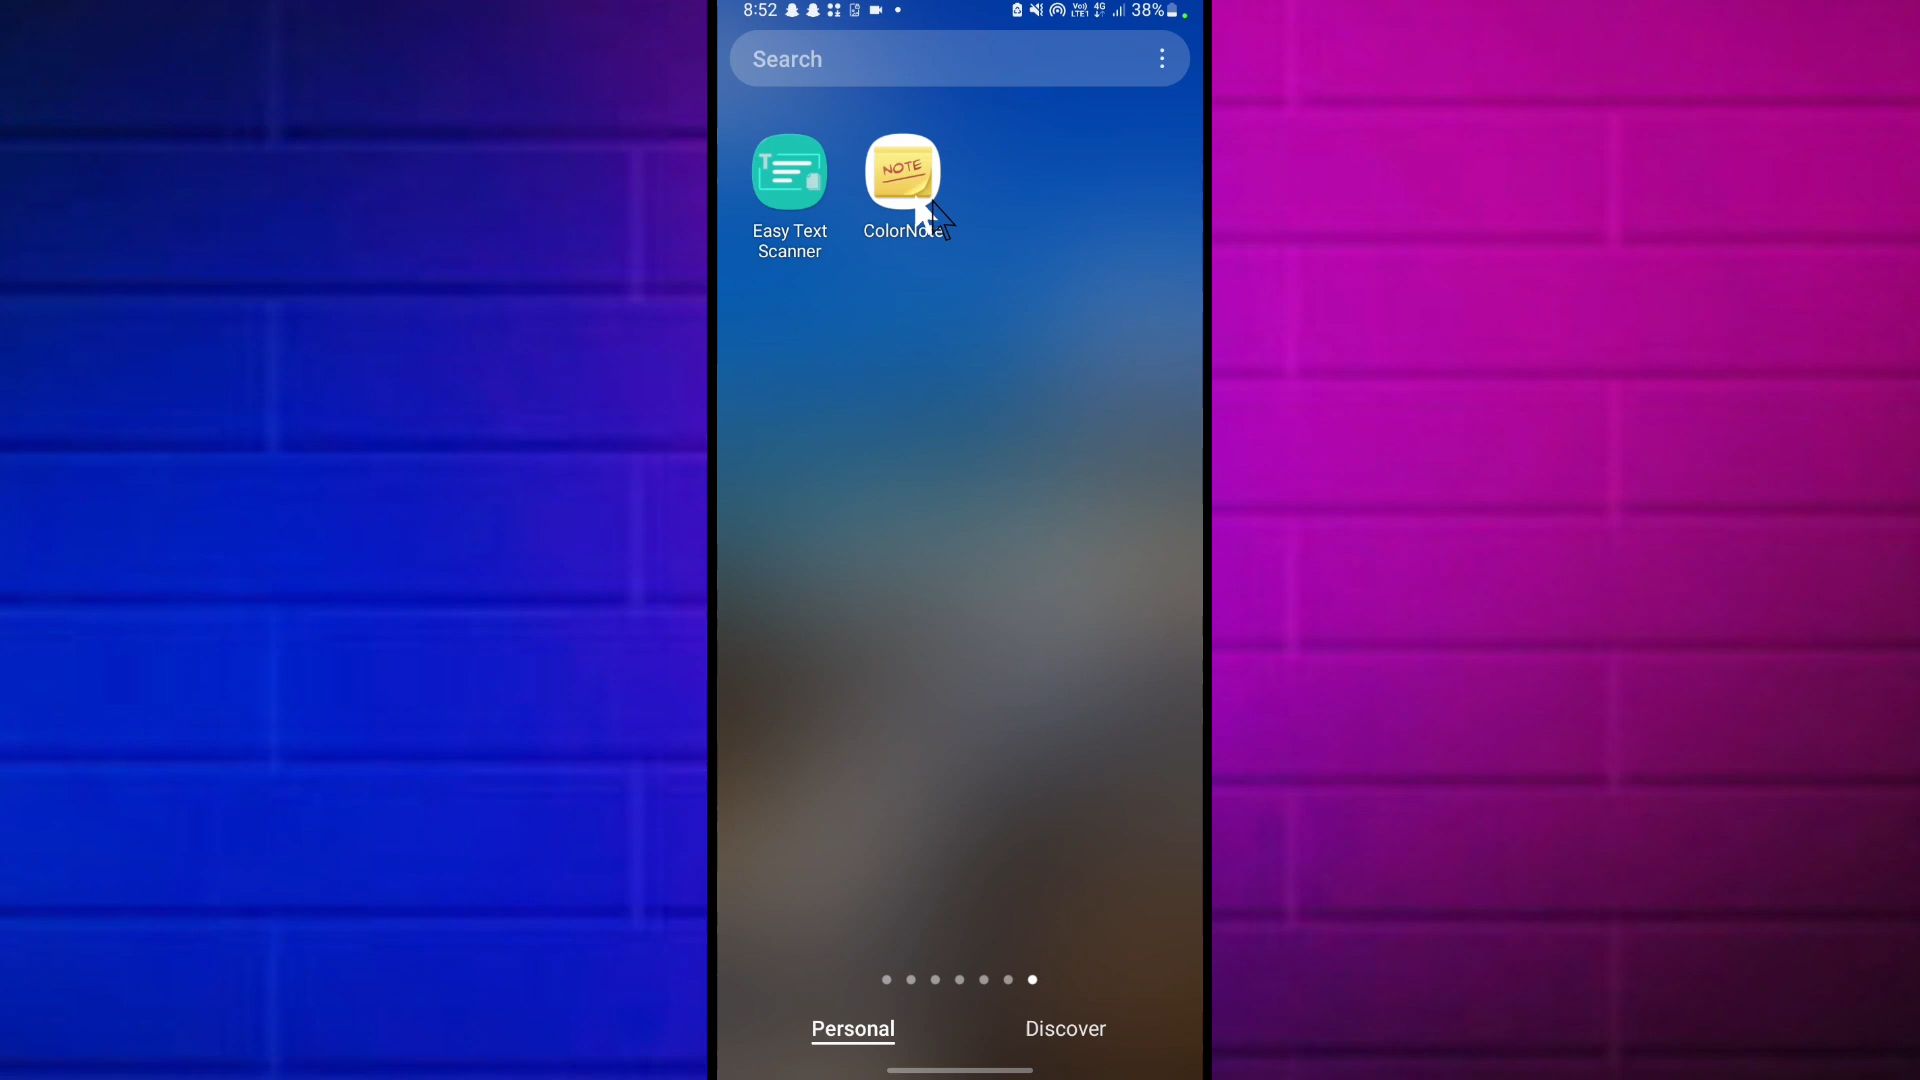 8:52
38%
Search
T
NOTE
Easy Text
Scanner
ColorNote
Personal
Discover